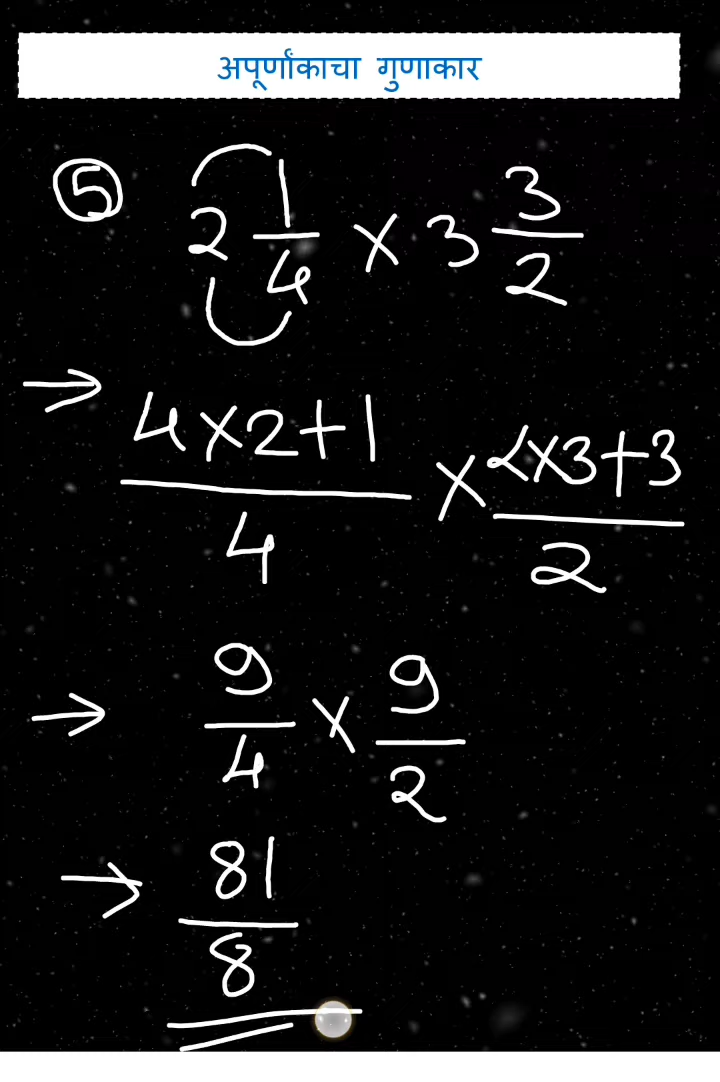 अपूर्णांकाचा गुणाकार
⑤ 2 1/4 × 3 3/2
→ (4×2+1)/4 × (2×3+3)/2
→ 9/4 × 9/2
→ 81/8